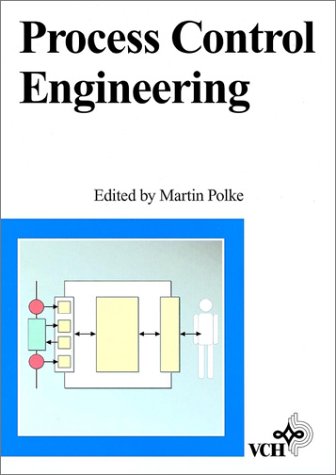 Process Control
Engineering
Edited by Martin Polke
VCH